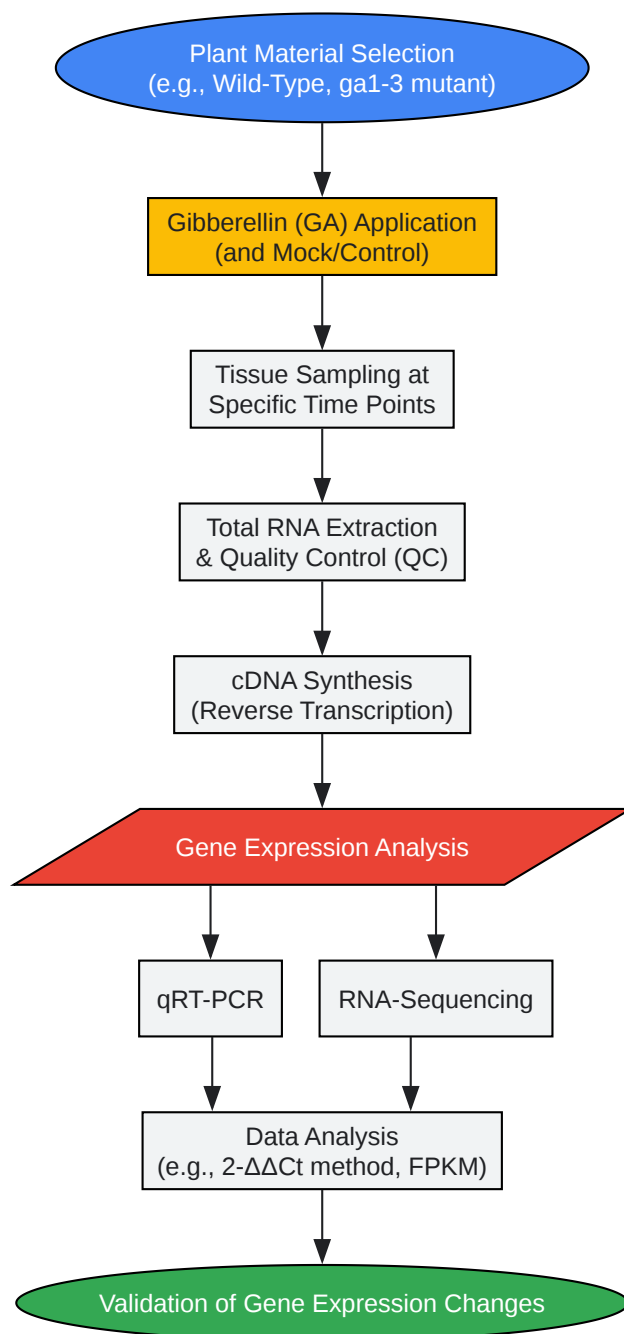 Plant Material Selection
(e.g., Wild-Type, ga1-3 mutant)
Gibberellin (GA) Application
(and Mock/Control)
Tissue Sampling at
Specific Time Points
Total RNA Extraction
& Quality Control (QC)
cDNA Synthesis
(Reverse Transcription)
Gene Expression Analysis
qRT-PCR
RNA-Sequencing
Data Analysis
(e.g., 2-ΔΔCt method, FPKM)
Validation of Gene Expression Changes